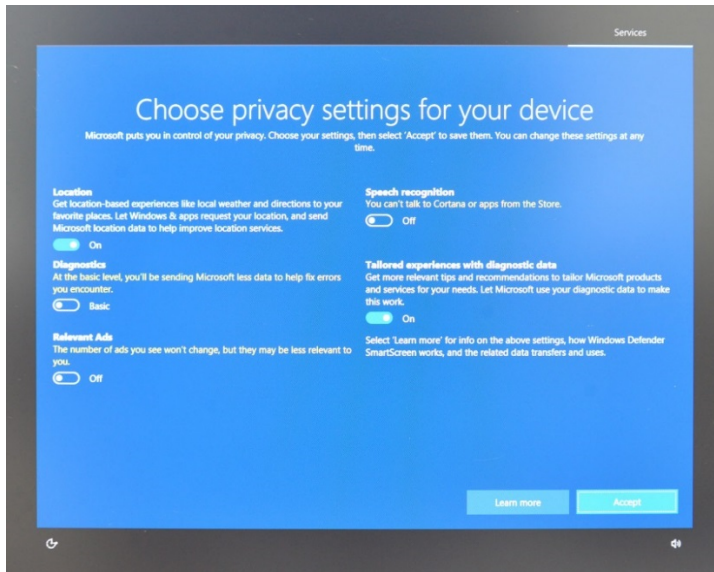 Services
Choose privacy settings for your device
Microsoft puts you in control of your privacy. Choose your settings, then select 'Accept' to save them. You can change these settings at any
time.
Location
Get location-based experiences like local weather and directions to your
favorite places. Let Windows & apps request your location, and send
Microsoft location data to help improve location services.
On
Diagnostics
At the basic level, you'll be sending Microsoft less data to help fix errors
you encounter.
Basic
Relevant Ads
The number of ads you see won't change, but they may be less relevant to
you.
Off
Speech recognition
You can't talk to Cortana or apps from the Store.
Off
Tailored experiences with diagnostic data
Get more relevant tips and recommendations to tailor Microsoft products
and services for your needs. Let Microsoft use your diagnostic data to make
this work.
On
Select 'Learn more' for info on the above settings, how Windows Defender
SmartScreen works, and the related data transfers and uses.
Learn more
Accept